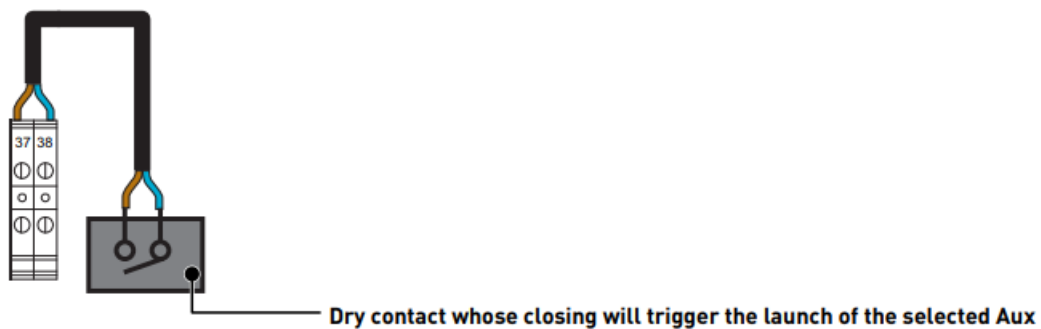 37 38
Dry contact whose closing will trigger the launch of the selected Aux